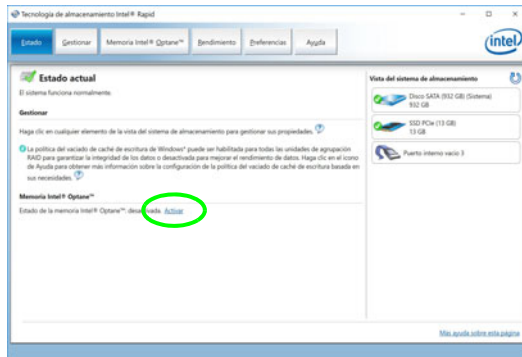 Tecnología de almacenamiento Intel® Rapid
Estado Gestionar Memoria Intel® Optane™ Rendimiento Preferencias Ayuda
intel
Estado actual
El sistema funciona normalmente.
Gestionar
Haga clic en cualquier elemento de la vista del sistema de almacenamiento para gestionar sus propiedades.
La política del vaciado de caché de escritura de Windows* puede ser habilitada para todas las unidades de agrupación
RAID para garantizar la integridad de los datos o desactivada para mejorar el rendimiento de datos. Haga clic en el icono
de Ayuda para obtener más información sobre la configuración de la política del vaciado de caché de escritura basada en
sus necesidades.
Memoria Intel® Optane™
Estado de la memoria Intel® Optane™: desactivada. Activar
Vista del sistema de almacenamiento
Disco SATA (932 GB) (Sistema)
932 GB
SSD PCIe (13 GB)
13 GB
Puerto interno vacío 3
Más ayuda sobre esta página